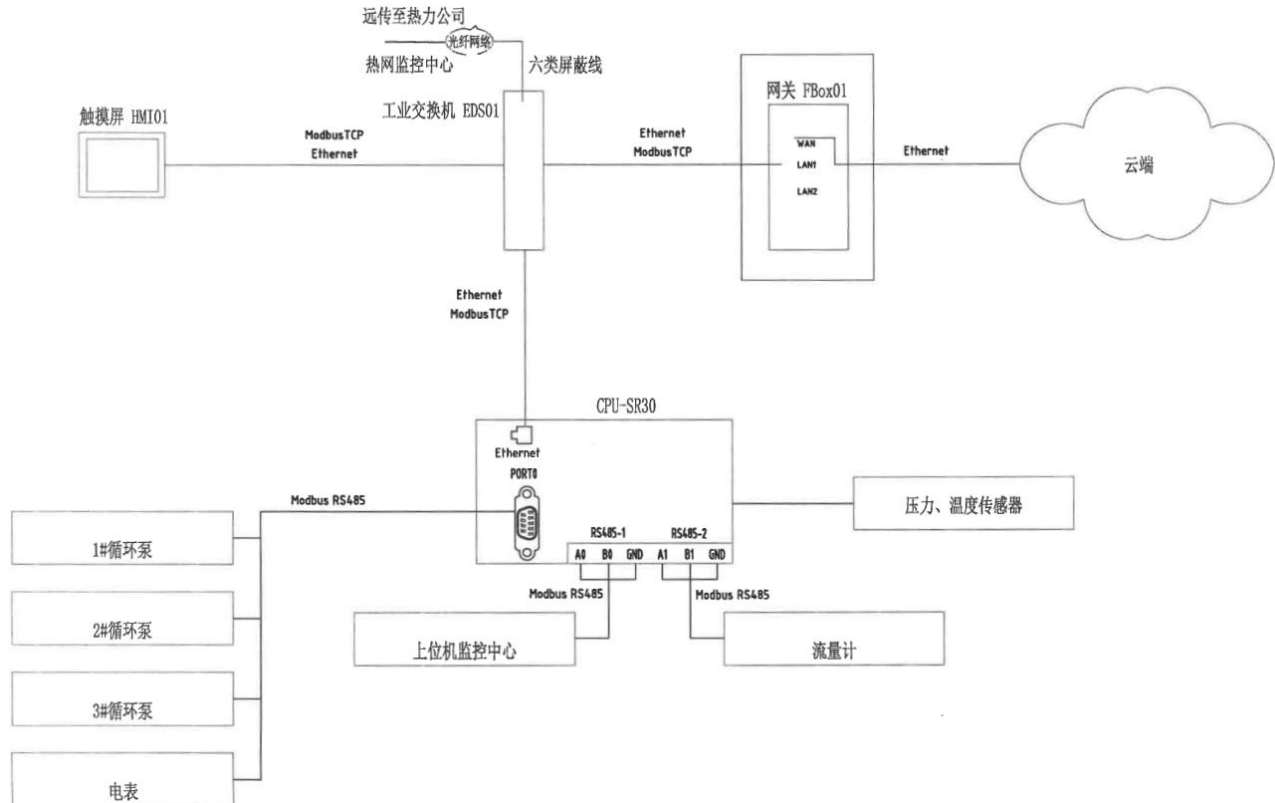 远传至热力公司
光纤网络
热网监控中心
六类屏蔽线
触摸屏 HMI01
工业交换机 EDS01
网关 FBox01
ModbusTCP
Ethernet
Ethernet
ModbusTCP
WAN
LAN1
LAN2
Ethernet
云端
Ethernet
ModbusTCP
CPU-SR30
Ethernet
PORT0
Modbus RS485
压力、温度传感器
1#循环泵
RS485-1
RS485-2
A0 B0 GND A1 B1 GND
Modbus RS485
Modbus RS485
2#循环泵
上位机监控中心
流量计
3#循环泵
电表